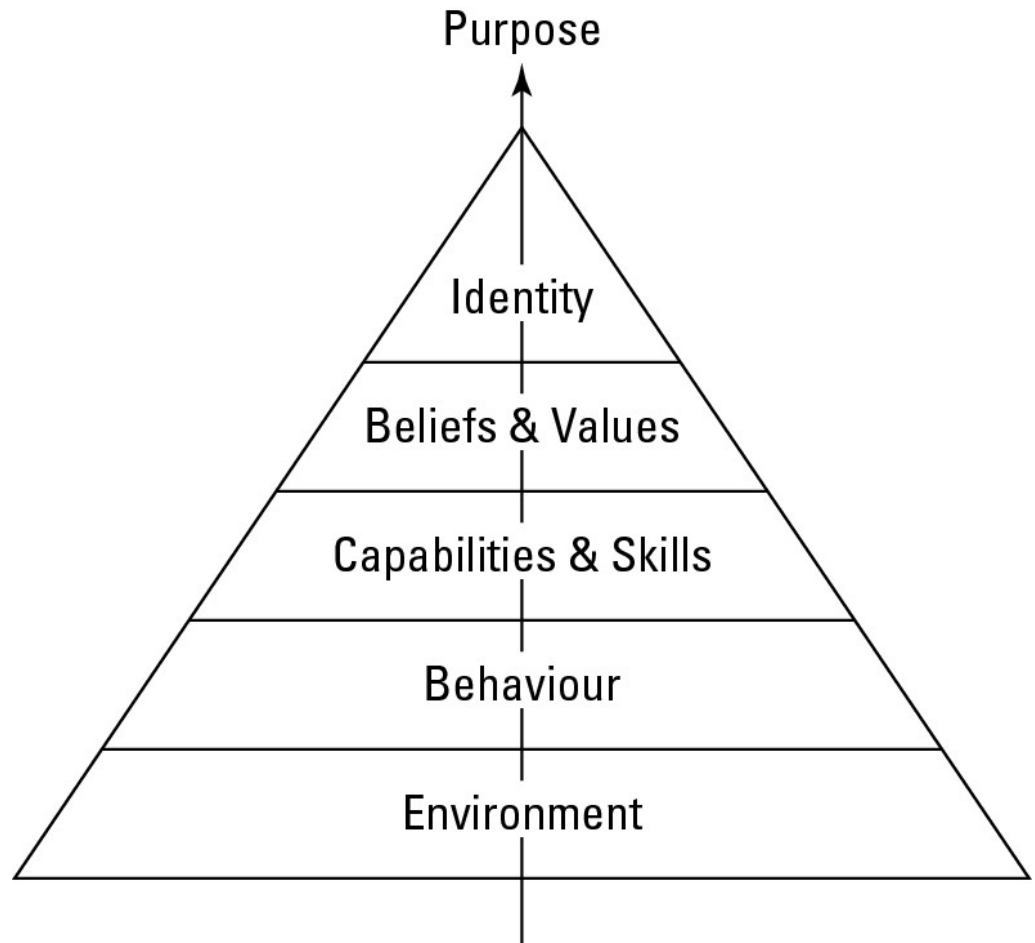 Purpose
Identity
Beliefs & Values
Capabilities & Skills
Behaviour
Environment